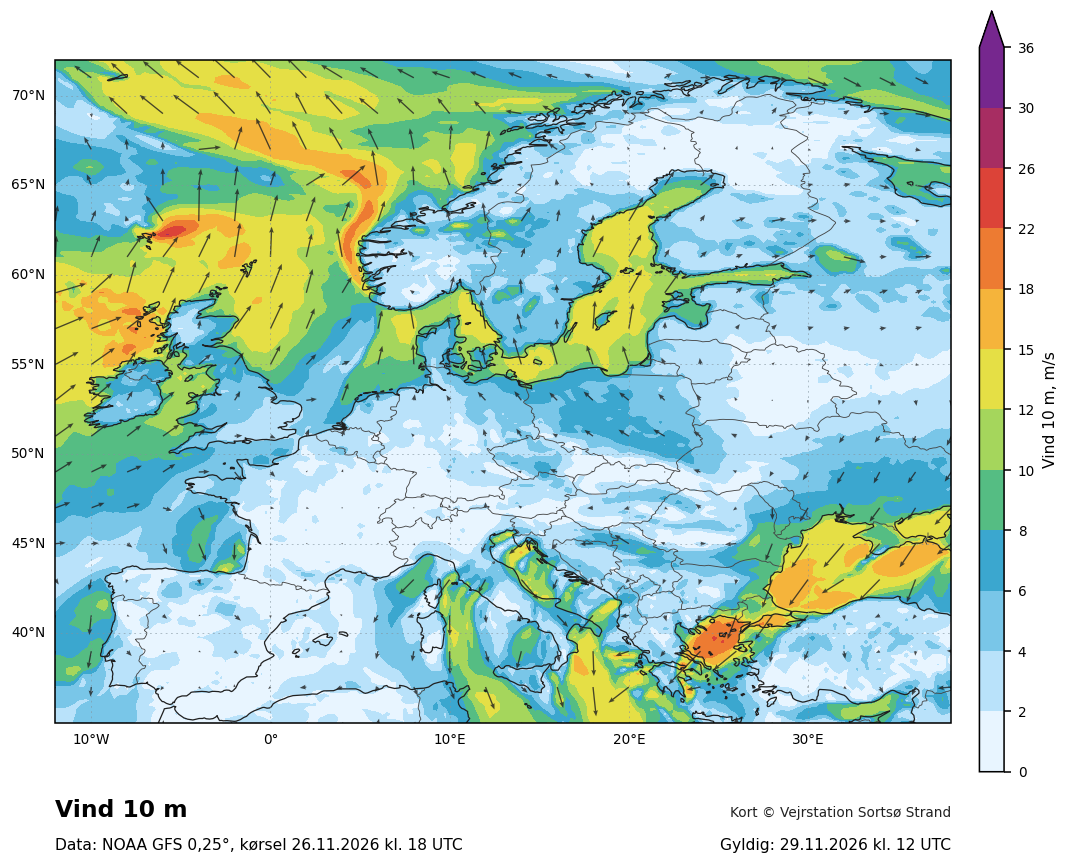 70°N
65°N
60°N
55°N
50°N
45°N
40°N
10°W
0°
10°E
20°E
30°E
36
30
26
22
18
15
12
10
8
6
4
2
0
Vind 10 m, m/s
Vind 10 m
Kort © Vejrstation Sortsø Strand
Data: NOAA GFS 0,25°, kørsel 26.11.2026 kl. 18 UTC
Gyldig: 29.11.2026 kl. 12 UTC